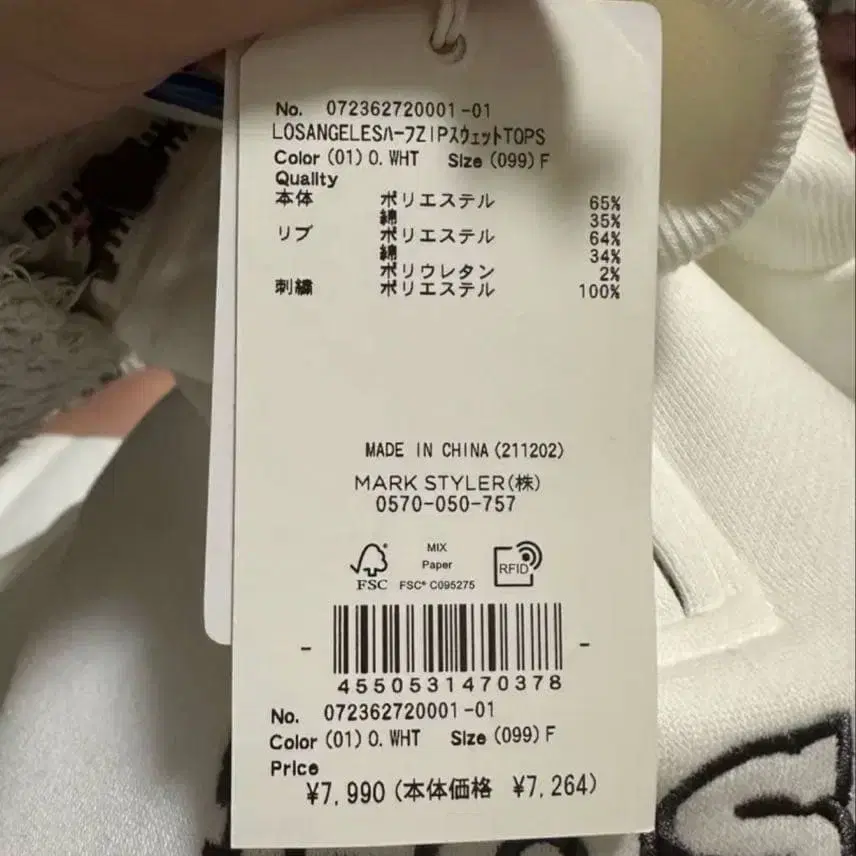 No. 072362720001-01
LOSANGELESハーフZIPスウェットTOPS
Color (01) O. WHT Size (099) F
Quality
本体 ポリエステル 65%
綿 35%
リブ ポリエステル 64%
綿 34%
ポリウレタン 2%
刺繍 ポリエステル 100%
MADE IN CHINA (211202)
MARK STYLER(株)
0570-050-757
MIX
Paper
FSC FSC® C095275
RFID
4550531470378
No. 072362720001-01
Color (01) O. WHT Size (099) F
Price
¥7,990 (本体価格 ¥7,264)